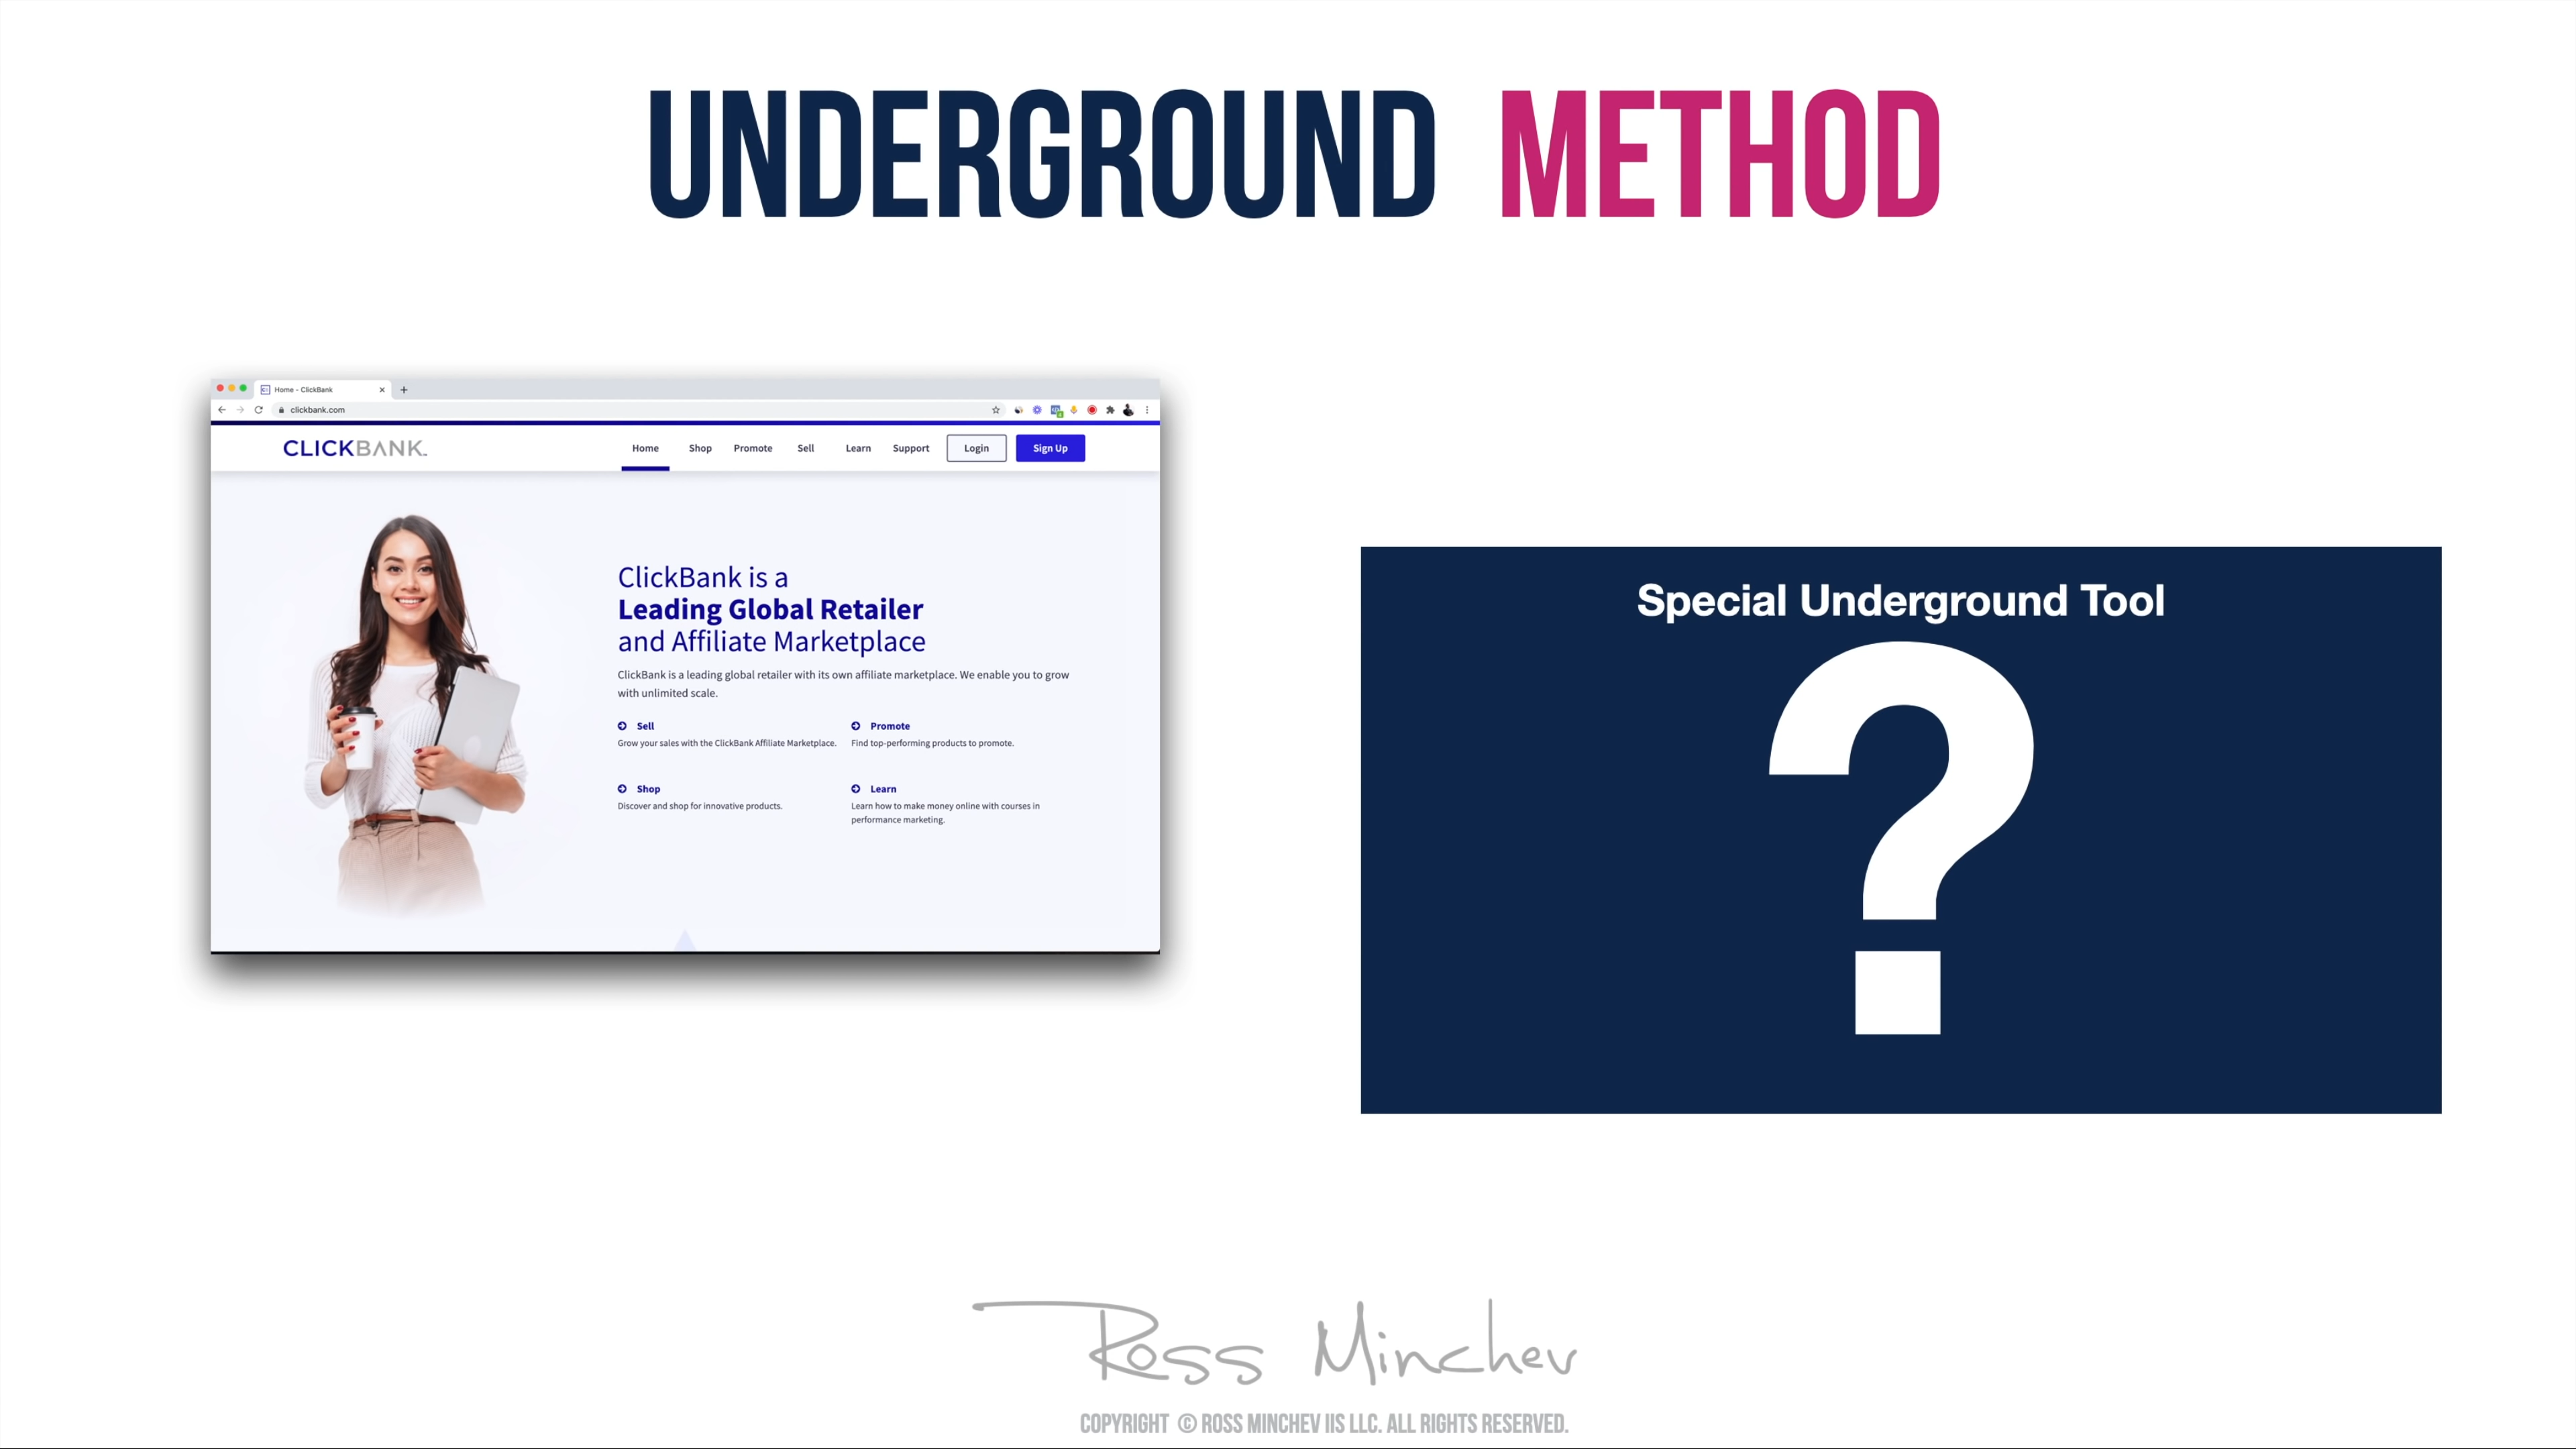 UNDERGROUND METHOD
Home - ClickBank
clickbank.com
CLICKBANK
Home Shop Promote Sell Learn Support Login Sign Up
ClickBank is a
Leading Global Retailer
and Affiliate Marketplace
ClickBank is a leading global retailer with its own affiliate marketplace. We enable you to grow
with unlimited scale.
Sell
Grow your sales with the ClickBank Affiliate Marketplace.
Promote
Find top-performing products to promote.
Shop
Discover and shop for innovative products.
Learn
Learn how to make money online with courses in
performance marketing.
Special Underground Tool
?
Ross Minchev
COPYRIGHT © ROSS MINCHEV IIS LLC. ALL RIGHTS RESERVED.